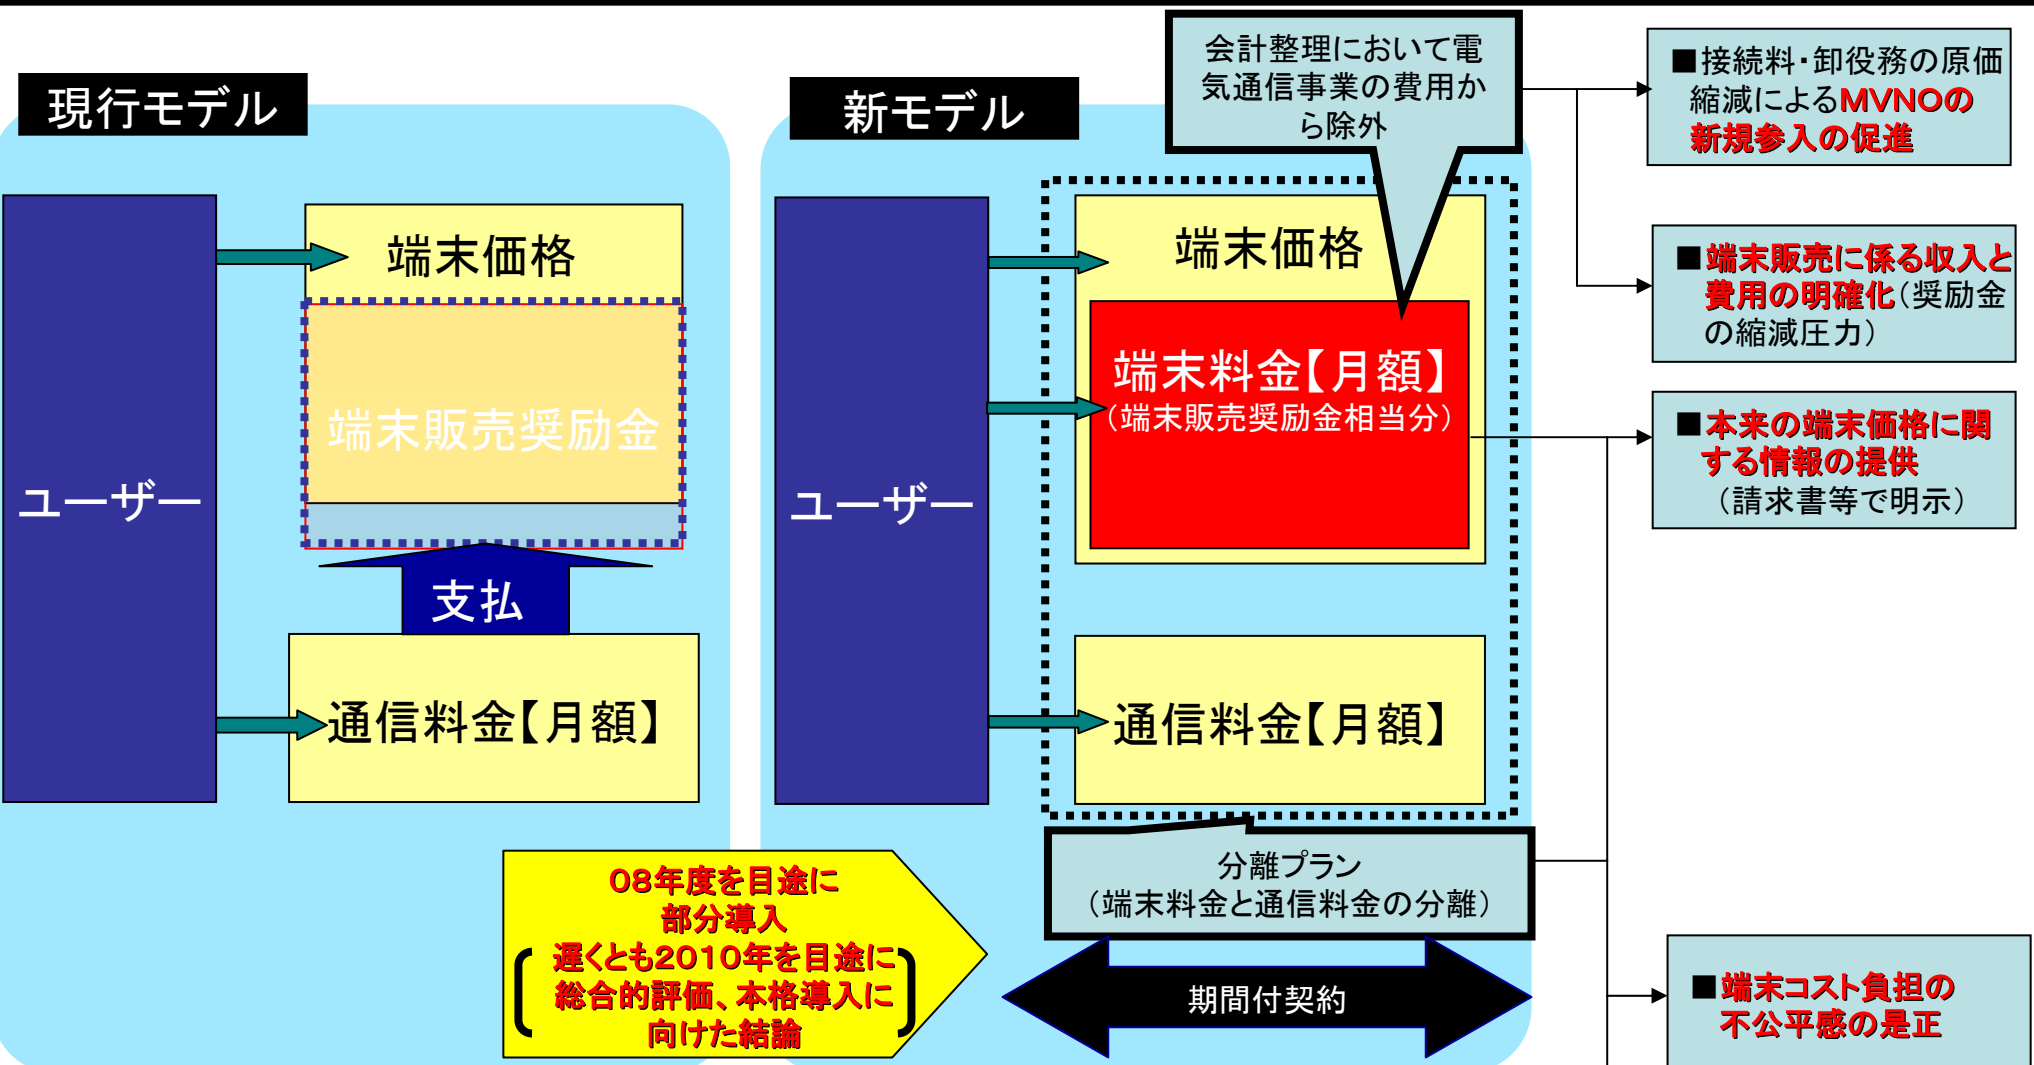 現行モデル
ユーザー
端末価格
端末販売奨励金
支払
通信料金【月額】
新モデル
ユーザー
会計整理において電
気通信事業の費用か
ら除外
端末価格
端末料金【月額】
（端末販売奨励金相当分）
通信料金【月額】
分離プラン
（端末料金と通信料金の分離）
期間付契約
08年度を目途に
部分導入
遅くとも2010年を目途に
総合的評価、本格導入に
向けた結論
■接続料・卸役務の原価
縮減によるMVNOの
新規参入の促進
■端末販売に係る収入と
費用の明確化（奨励金
の縮減圧力）
■本来の端末価格に関
する情報の提供
（請求書等で明示）
■端末コスト負担の
不公平感の是正